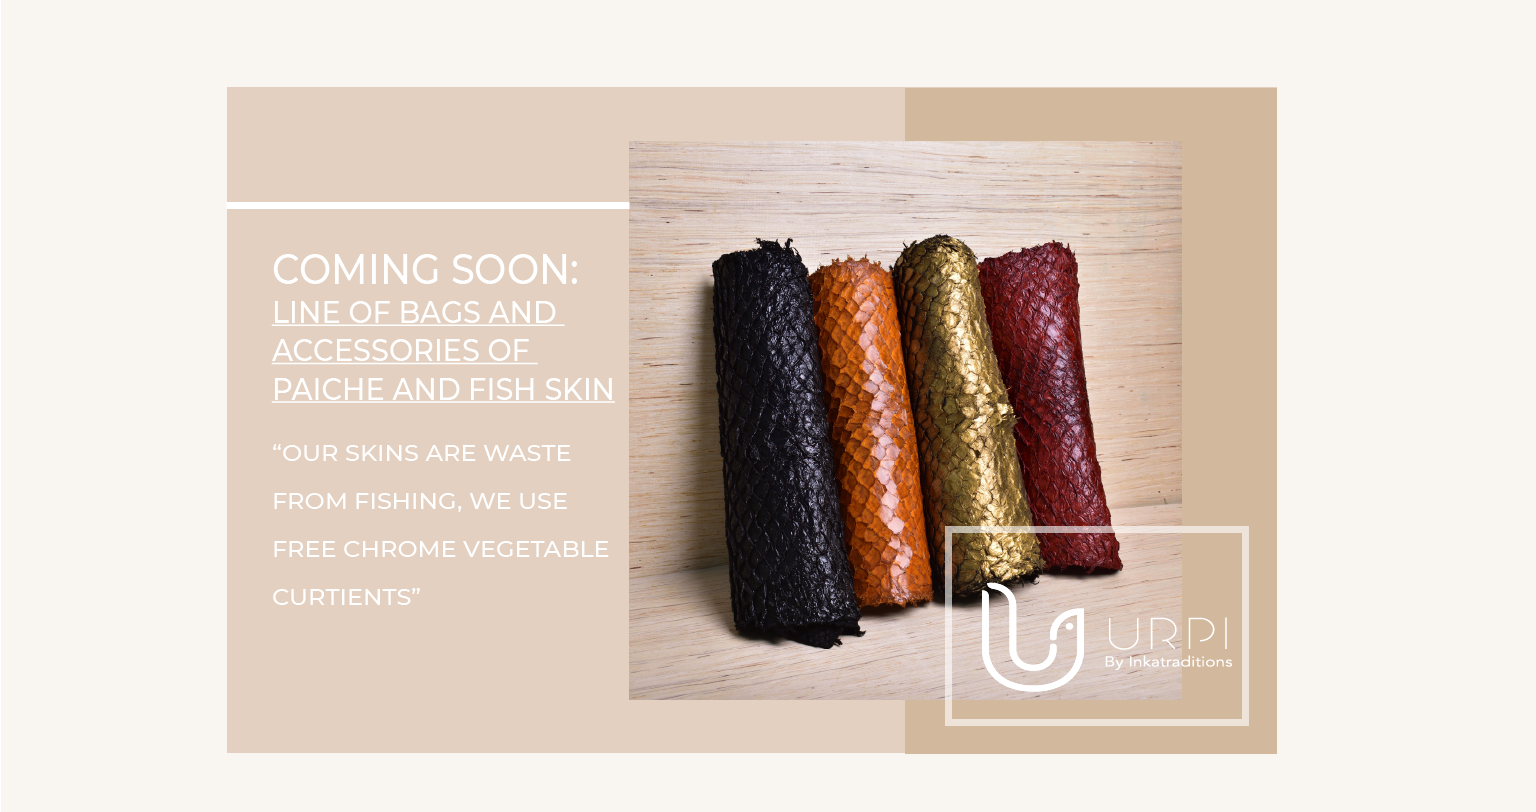 COMING SOON:
LINE OF BAGS AND
ACCESSORIES OF
PAICHE AND FISH SKIN
“OUR SKINS ARE WASTE
FROM FISHING, WE USE
FREE CHROME VEGETABLE
CURTIENTS”
URPI
By Inkatraditions